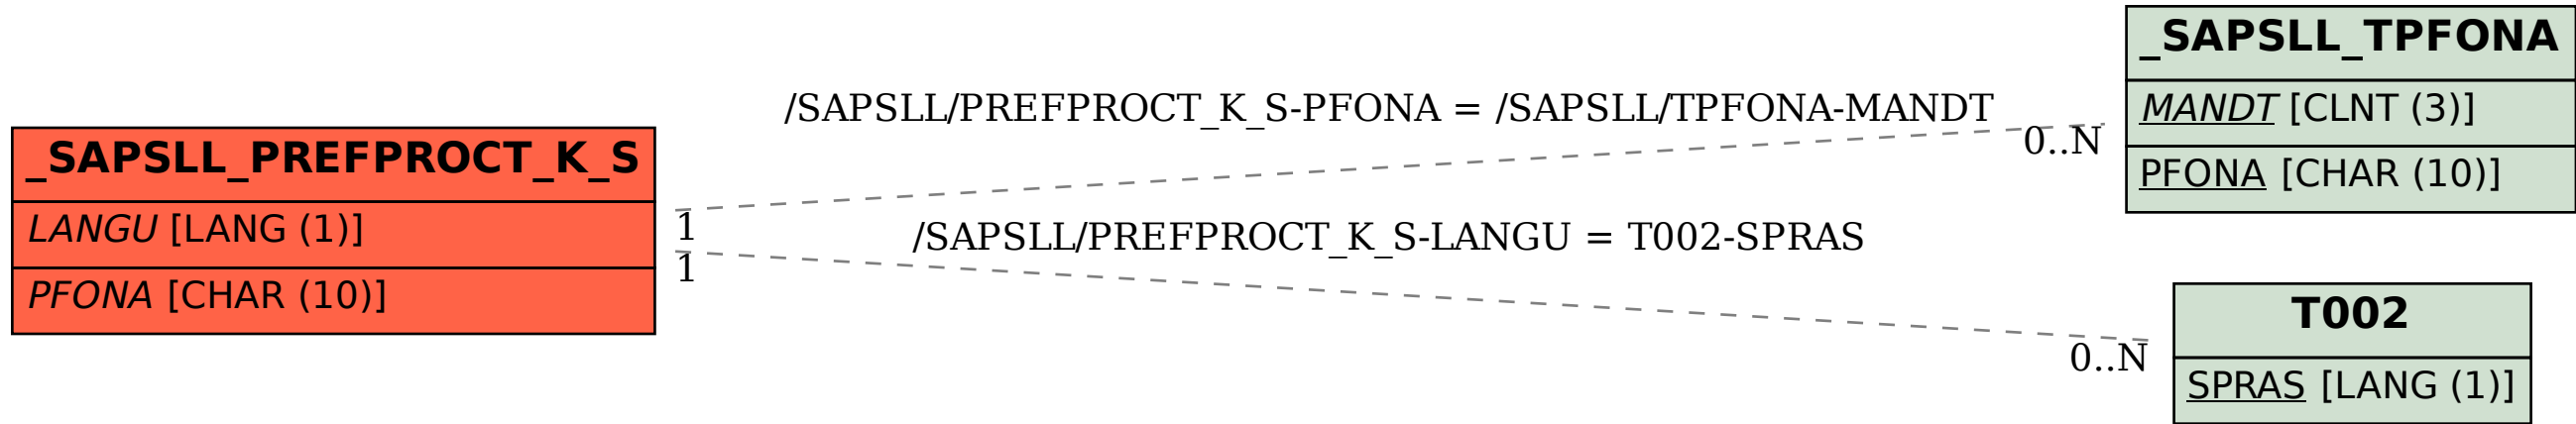 _SAPSLL_PREFPROCT_K_S
LANGU [LANG (1)]
PFONA [CHAR (10)]
/SAPSLL/PREFPROCT_K_S-PFONA = /SAPSLL/TPFONA-MANDT
1
0..N
/SAPSLL/PREFPROCT_K_S-LANGU = T002-SPRAS
1
0..N
_SAPSLL_TPFONA
MANDT [CLNT (3)]
PFONA [CHAR (10)]
T002
SPRAS [LANG (1)]